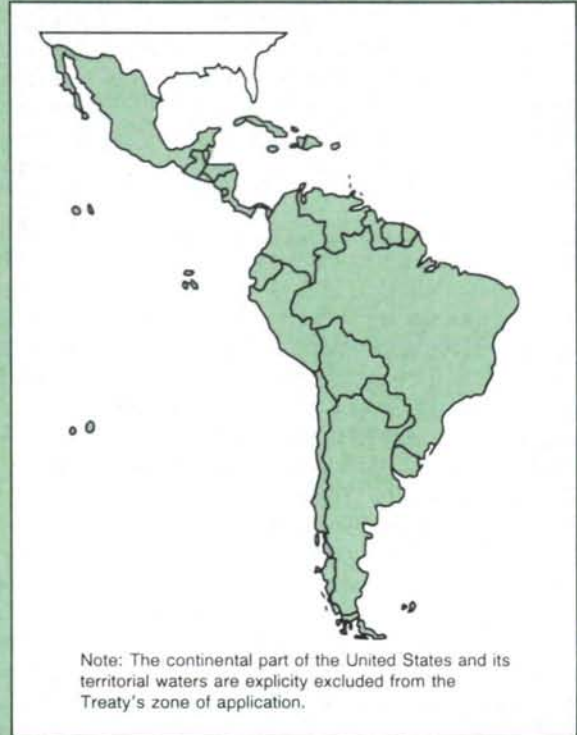 Note: The continental part of the United States and its
territorial waters are explicity excluded from the
Treaty's zone of application.